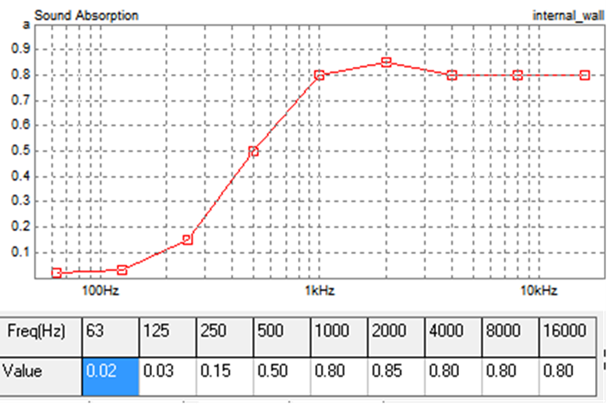 Sound Absorption internal_wall
a
0.9
0.8
0.7
0.6
0.5
0.4
0.3
0.2
0.1
100Hz 1kHz 10kHz
Freq(Hz) 63 125 250 500 1000 2000 4000 8000 16000
Value 0.02 0.03 0.15 0.50 0.80 0.85 0.80 0.80 0.80